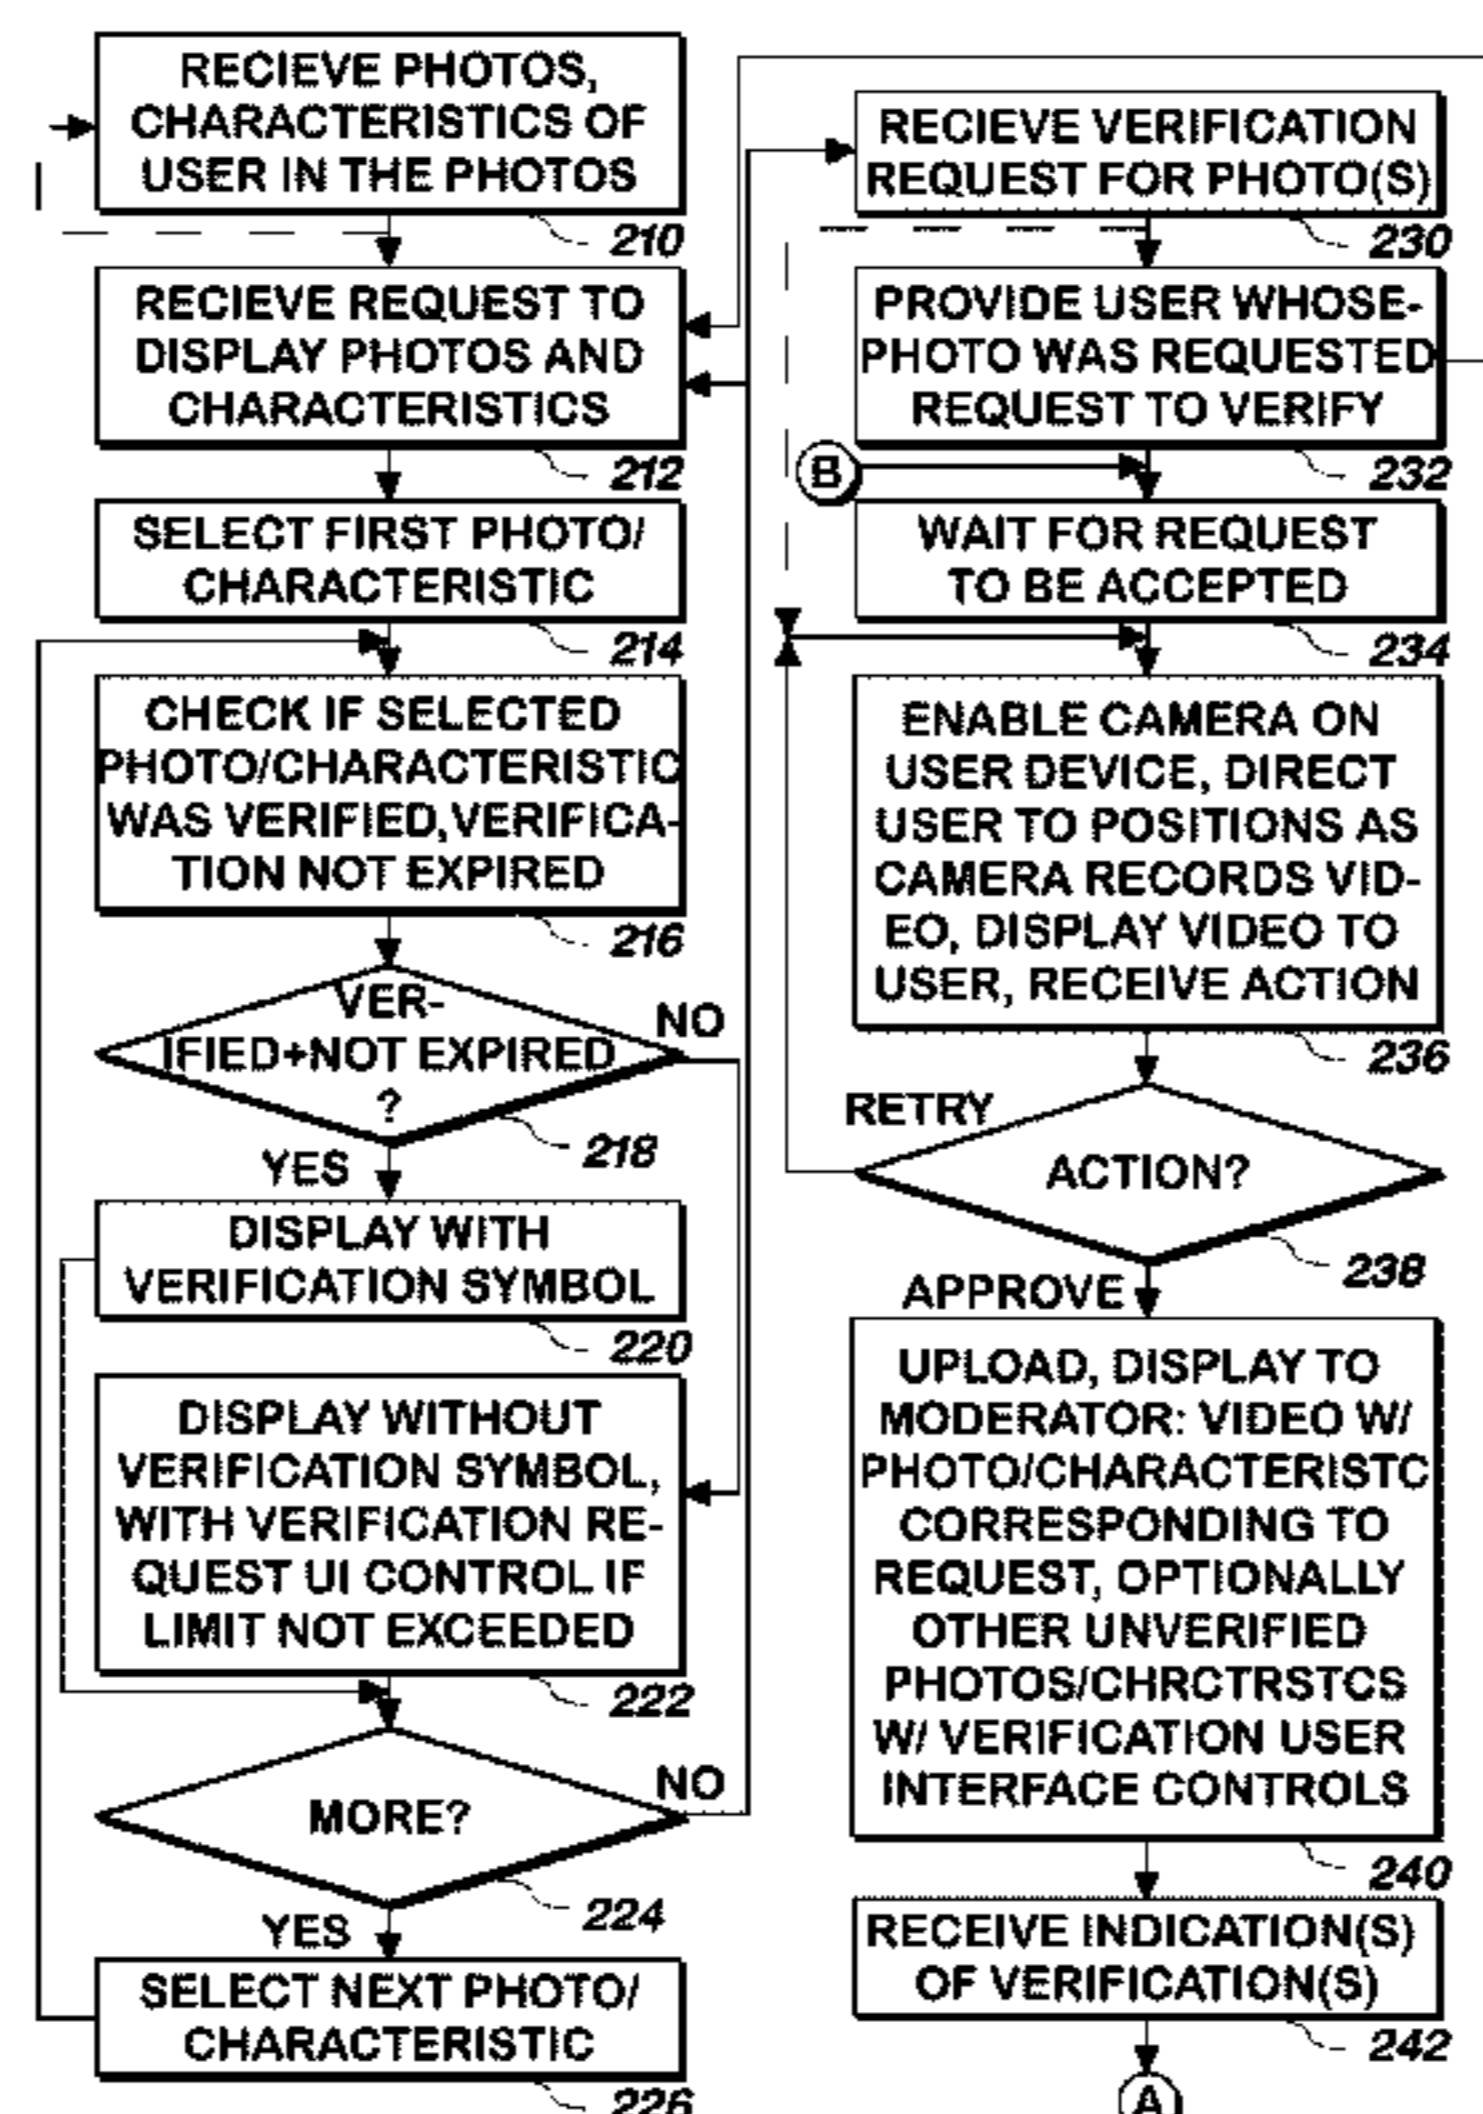 RECIEVE PHOTOS,
CHARACTERISTICS OF
USER IN THE PHOTOS
210
RECIEVE REQUEST TO
DISPLAY PHOTOS AND
CHARACTERISTICS
212
SELECT FIRST PHOTO/
CHARACTERISTIC
214
CHECK IF SELECTED
PHOTO/CHARACTERISTIC
WAS VERIFIED,VERIFICA-
TION NOT EXPIRED
216
VER-
IFIED+NOT EXPIRED
?
NO
218
YES
DISPLAY WITH
VERIFICATION SYMBOL
220
DISPLAY WITHOUT
VERIFICATION SYMBOL,
WITH VERIFICATION RE-
QUEST UI CONTROL IF
LIMIT NOT EXCEEDED
222
MORE?
NO
224
YES
SELECT NEXT PHOTO/
CHARACTERISTIC
226
RECIEVE VERIFICATION
REQUEST FOR PHOTO(S)
230
PROVIDE USER WHOSE-
PHOTO WAS REQUESTED
REQUEST TO VERIFY
232
B
WAIT FOR REQUEST
TO BE ACCEPTED
234
ENABLE CAMERA ON
USER DEVICE, DIRECT
USER TO POSITIONS AS
CAMERA RECORDS VID-
EO, DISPLAY VIDEO TO
USER, RECEIVE ACTION
236
RETRY
ACTION?
238
APPROVE
UPLOAD, DISPLAY TO
MODERATOR: VIDEO W/
PHOTO/CHARACTERISTC
CORRESPONDING TO
REQUEST, OPTIONALLY
OTHER UNVERIFIED
PHOTOS/CHRCTRSTCS
W/ VERIFICATION USER
INTERFACE CONTROLS
240
RECEIVE INDICATION(S)
OF VERIFICATION(S)
242
A